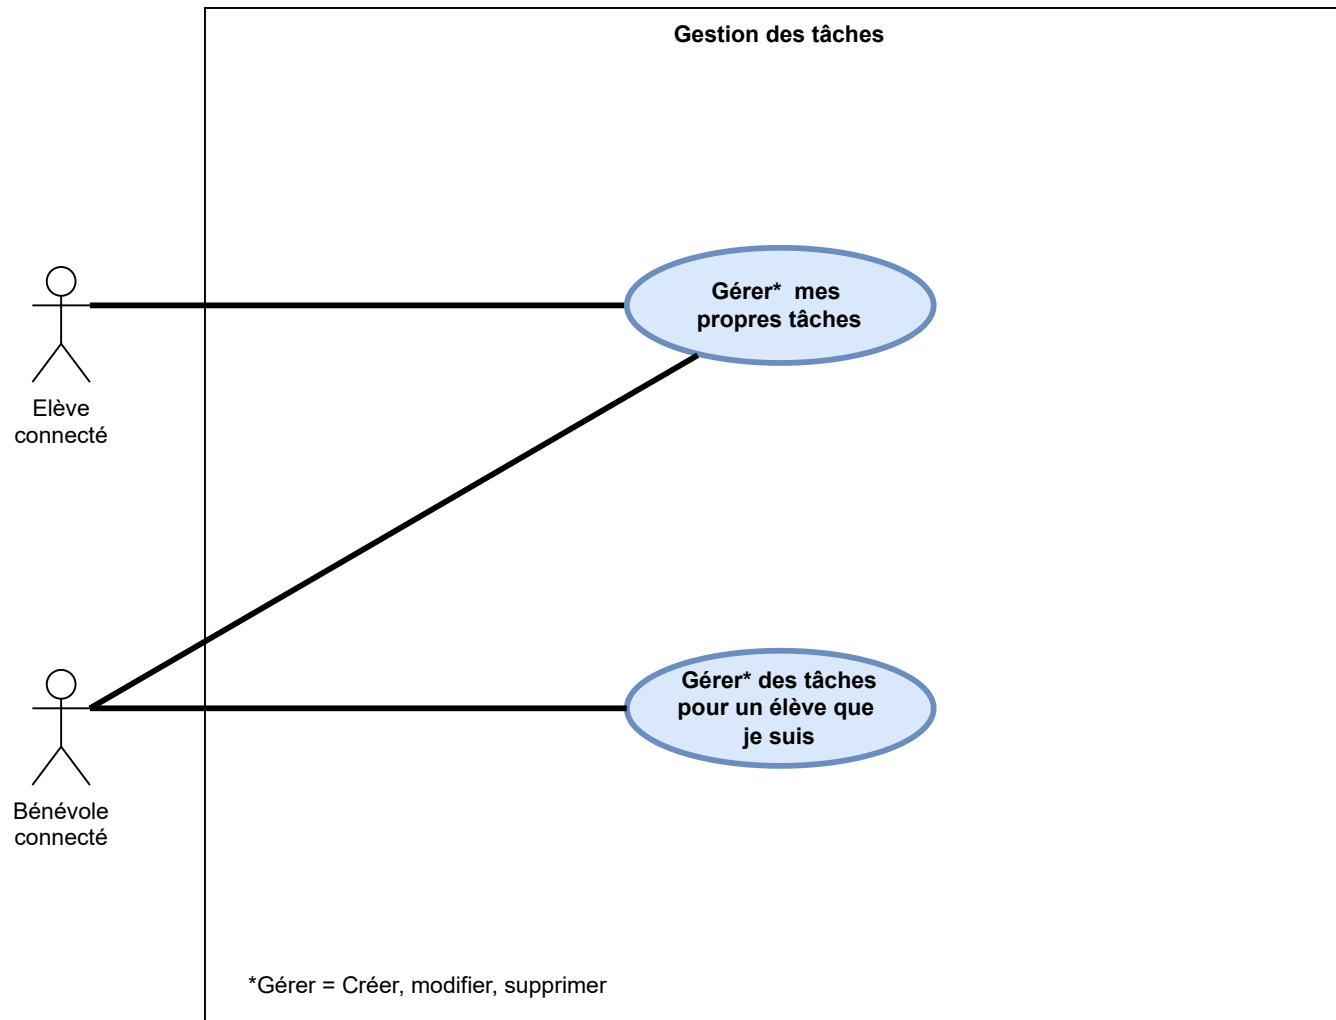 Gestion des tâches
Gérer* mes
propres tâches
Elève
connecté
Gérer* des tâches
pour un élève que
je suis
Bénévole
connecté
*Gérer = Créer, modifier, supprimer